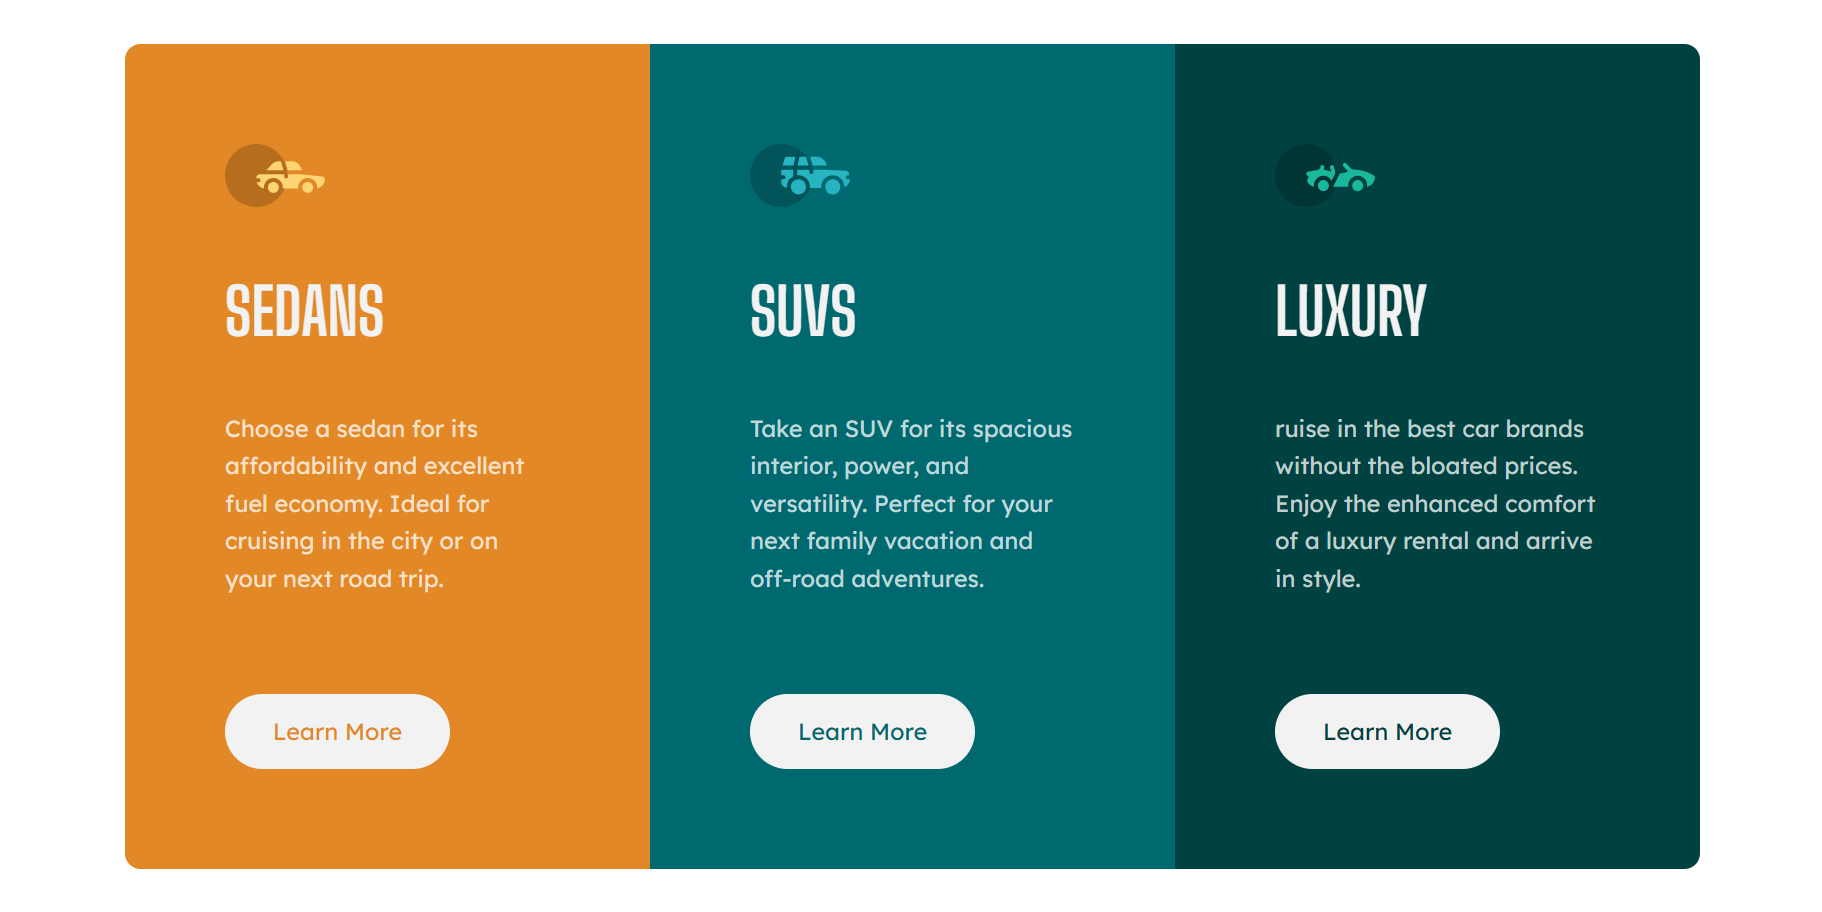 SEDANS
Choose a sedan for its
affordability and excellent
fuel economy. Ideal for
cruising in the city or on
your next road trip.
Learn More
SUVS
Take an SUV for its spacious
interior, power, and
versatility. Perfect for your
next family vacation and
off-road adventures.
Learn More
LUXURY
ruise in the best car brands
without the bloated prices.
Enjoy the enhanced comfort
of a luxury rental and arrive
in style.
Learn More